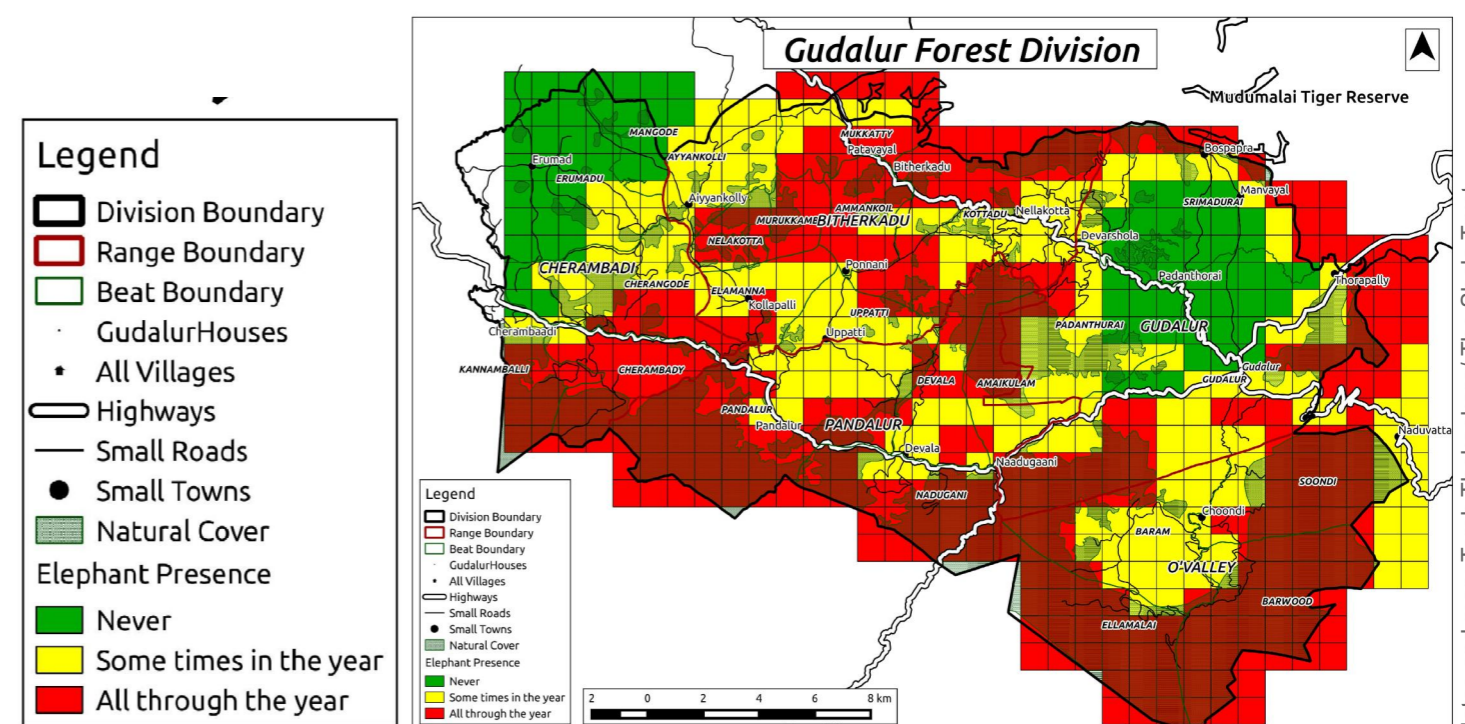 Legend
Division Boundary
Range Boundary
Beat Boundary
GudalurHouses
All Villages
Highways
Small Roads
Small Towns
Natural Cover
Elephant Presence
Never
Some times in the year
All through the year
Gudalur Forest Division
Mudumalai Tiger Reserve
MANGODE
MUKKATTY
Patavayal
Bospapra
Erumad
AYYANKOLLI
Bitherkadu
ERUMADU
Manvayal
Aiyyankolly
SRIMADURAI
AMMANKOIL
KOTTADU
Nellakotta
MURUKKAME
BITHERKADU
NELAKOTTA
Devarshola
CHERAMBADI
Ponnani
Padanthorai
Thorapally
CHERANGODE
ELAMANNA
Kollapalli
UPPATTI
PADANTHURAI
GUDALUR
Cherambaadi
Uppatti
KANNAMBALLI
CHERAMBADY
Gudalur
DEVALA
AMAIKULAM
GUDALUR
PANDALUR
Pandalur
PANDALUR
Naduvatta
Devala
Naadugaani
NADUGANI
SOONDI
Choondi
BARAM
O'VALLEY
BARWOOD
ELLAMALAI
Legend
Division Boundary
Range Boundary
Beat Boundary
GudalurHouses
All Villages
Highways
Small Roads
Small Towns
Natural Cover
Elephant Presence
Never
Some times in the year
All through the year
2 0 2 4 6 8 km